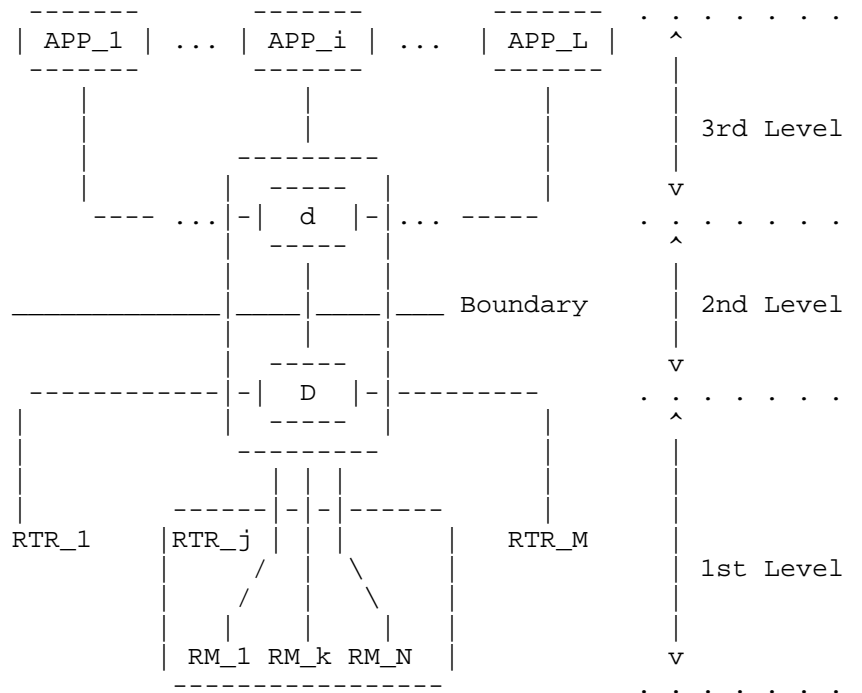 APP_1 ... APP_i ... APP_L
3rd Level
... d ...
Boundary 2nd Level
D
RTR_1 RTR_j RTR_M
1st Level
RM_1 RM_k RM_N